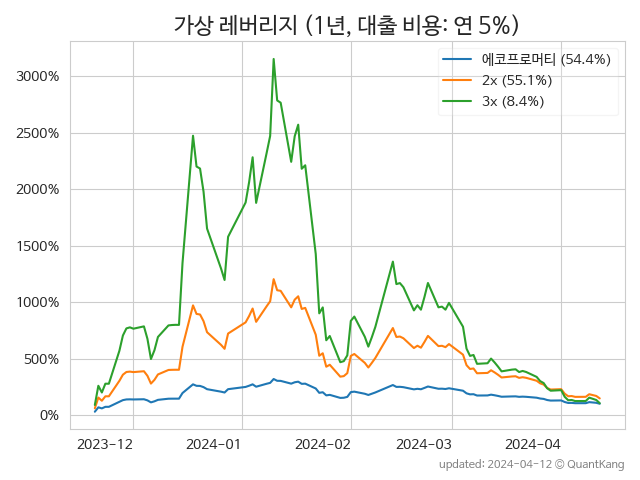 가상 레버리지 (1년, 대출 비용: 연 5%)
에코프로머티 (54.4%)
2x (55.1%)
3x (8.4%)
3000%
2500%
2000%
1500%
1000%
500%
0%
2023-12
2024-01
2024-02
2024-03
2024-04
updated: 2024-04-12 © QuantKang